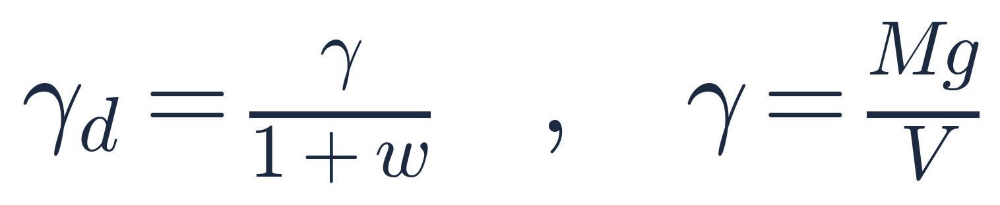 γ_d = γ / (1 + w) , γ = Mg / V